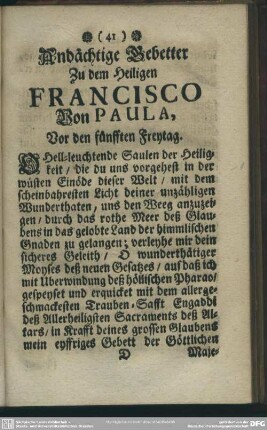 ( 41 )
Andächtige Gebetter
Zu dem Heiligen
FRANCISCO
Von PAULA,
Vor den fünfften Freytag.
O Hell-leuchtende Saulen der Heilig-
keit / die du uns vorgehest in der
wüsten Einöde dieser Welt / mit dem
scheinbahresten Licht deiner unzähligen
Wunderthaten, uns den Weeg anzuzei-
gen / durch das rothe Meer deß Glau-
bens in das gelobte Land der himmlischen
Gnaden zu gelangen; verleyhe mir dein
sicheres Geleith / O wunderthätiger
Moyses deß neuen Gesatzes / auf daß ich
mit Uberwindung deß höllischen Pharao/
gespeyset und erquicket mit dem allerge-
schmackesten Trauben-Safft Engaddi
deß Allerheiligisten Sacraments deß Al-
tars / in Krafft deines grossen Glaubens
mein eyffriges Gebett der Göttlichen
D Maje-